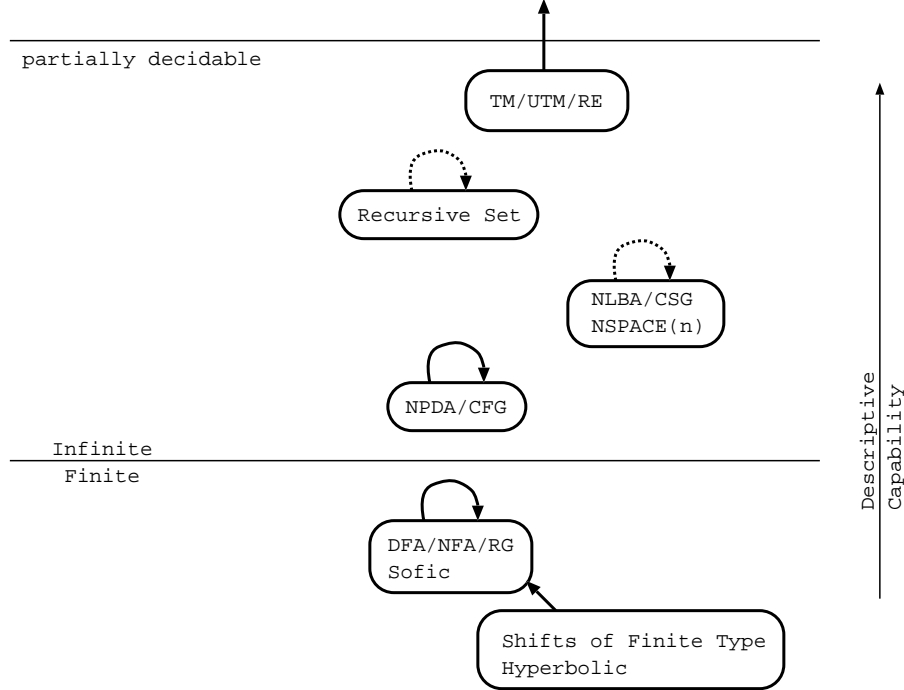 partially decidable
TM/UTM/RE
Recursive Set
NLBA/CSG
NSPACE(n)
NPDA/CFG
Infinite
Finite
DFA/NFA/RG
Sofic
Shifts of Finite Type
Hyperbolic
Descriptive
Capability